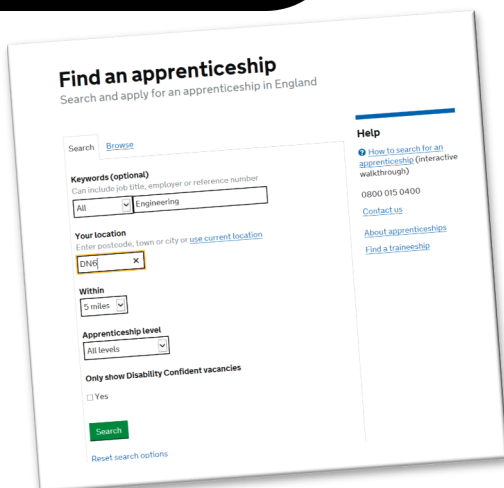 Find an apprenticeship
Search and apply for an apprenticeship in England
Search
Browse
Keywords (optional)
Can include job title, employer or reference number
All
Engineering
Your location
Enter postcode, town or city or use current location
DN6
×
Within
5 miles
Apprenticeship level
All levels
Only show Disability Confident vacancies
Yes
Search
Reset search options
Help
How to search for an
apprenticeship (interactive
walkthrough)
0800 015 0400
Contact us
About apprenticeships
Find a traineeship